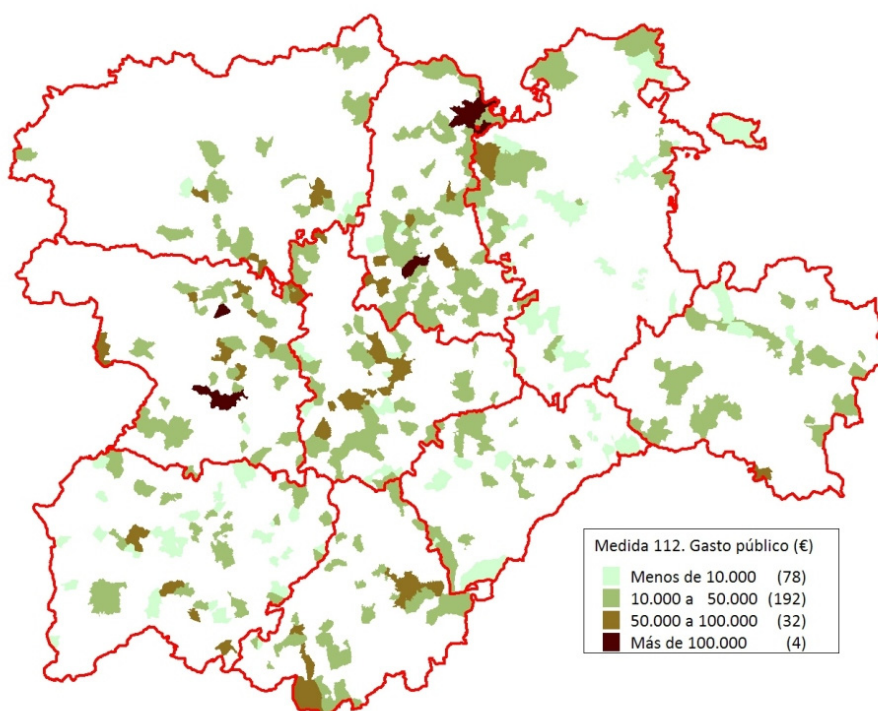 Medida 112. Gasto público (€)
Menos de 10.000 (78)
10.000 a 50.000 (192)
50.000 a 100.000 (32)
Más de 100.000 (4)